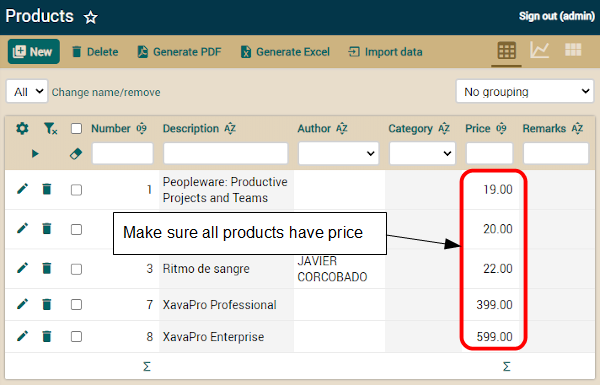 Products Sign out (admin)
New Delete Generate PDF Generate Excel Import data
All Change name/remove No grouping
Number Description Author Category Price Remarks
1 Peopleware: Productive Projects and Teams 19.00
20.00
Make sure all products have price
3 Ritmo de sangre JAVIER CORCOBADO 22.00
7 XavaPro Professional 399.00
8 XavaPro Enterprise 599.00
Σ Σ